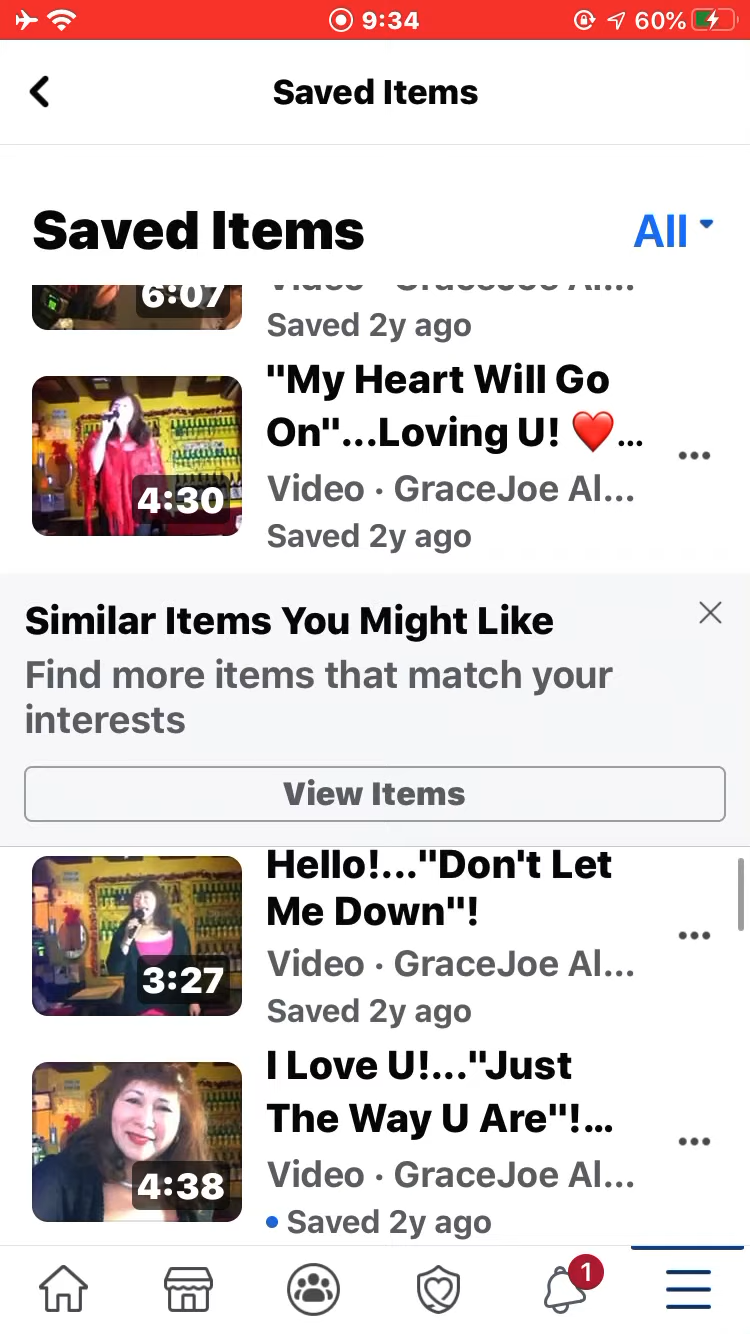 9:34
60%
Saved Items
Saved Items
All
6:07
Saved 2y ago
"My Heart Will Go
On"...Loving U! ❤️...
4:30
Video · GraceJoe Al...
Saved 2y ago
Similar Items You Might Like
Find more items that match your
interests
View Items
Hello!..."Don't Let
Me Down"!
3:27
Video · GraceJoe Al...
Saved 2y ago
I Love U!..."Just
The Way U Are"!...
4:38
Video · GraceJoe Al...
Saved 2y ago
1